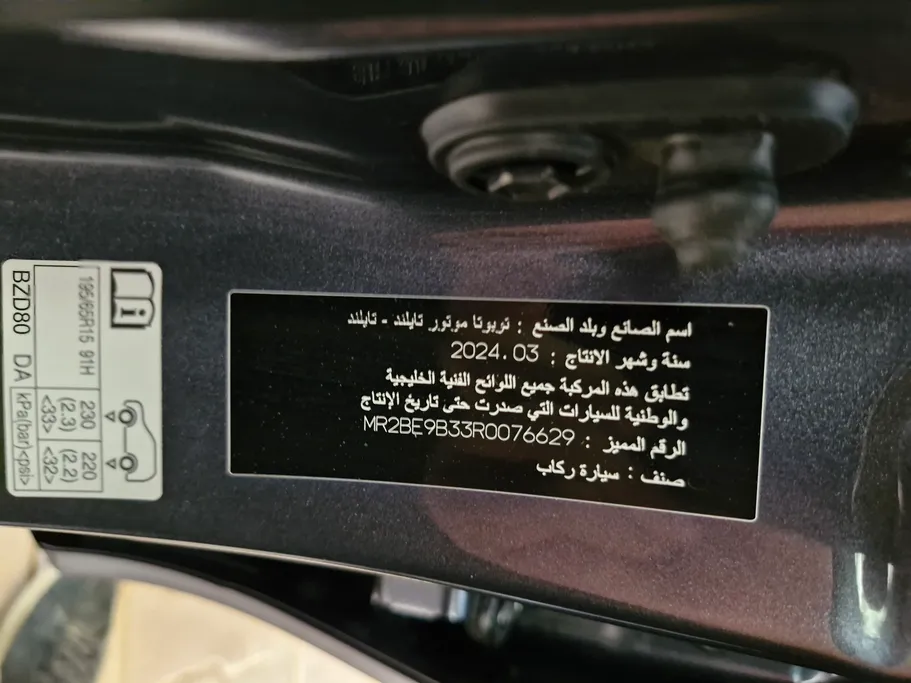 اسم الصانع وبلد الصنع : تويوتا موتور تايلند - تايلند
سنة وشهر الانتاج : 2024.03
تطابق هذه المركبة جميع اللوائح الفنية الخليجية
والوطنية للسيارات التي صدرت حتى تاريخ الإنتاج
الرقم المميز : MR2BE9B33R0076629
صنف : سيارة ركاب
195/65R15 91H
230
(2.3)
<33>
220
(2.2)
<32>
kPa(bar)<psi>
BZD80 DA